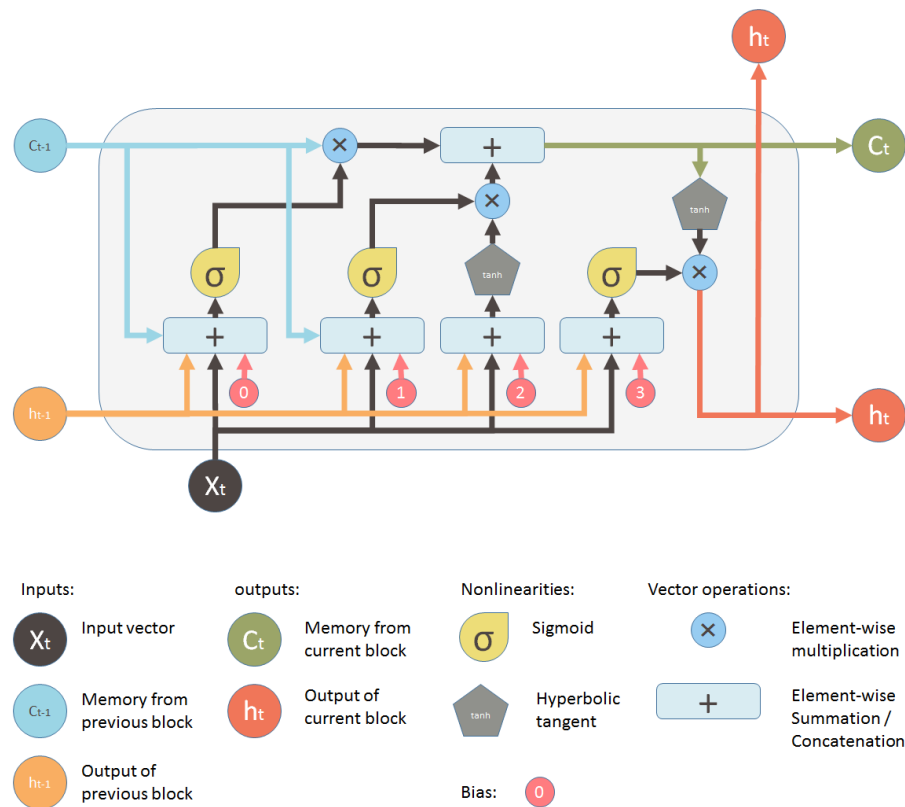 ht
Ct-1
×
+
Ct
×
tanh
σ
σ
tanh
σ
×
+
+
+
+
0
1
2
3
ht-1
ht
Xt
Inputs:
outputs:
Nonlinearities:
Vector operations:
Xt
Input vector
Ct
Memory from
current block
σ
Sigmoid
×
Element-wise
multiplication
Ct-1
Memory from
previous block
ht
Output of
current block
tanh
Hyperbolic
tangent
+
Element-wise
Summation /
Concatenation
ht-1
Output of
previous block
Bias:
0